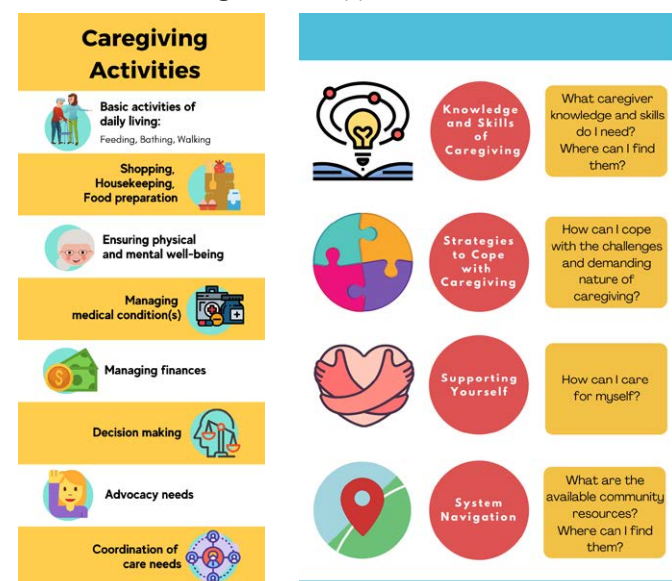 Caregiving
Activities
Basic activities of
daily living:
Feeding, Bathing, Walking
Shopping,
Housekeeping,
Food preparation
Ensuring physical
and mental well-being
Managing
medical condition(s)
Managing finances
Decision making
Advocacy needs
Coordination of
care needs
Knowledge
and Skills
of
Caregiving
What caregiver
knowledge and skills
do I need?
Where can I find
them?
Strategies
to Cope
with
Caregiving
How can I cope
with the challenges
and demanding
nature of
caregiving?
Supporting
Yourself
How can I care
for myself?
System
Navigation
What are the
available community
resources?
Where can I find
them?